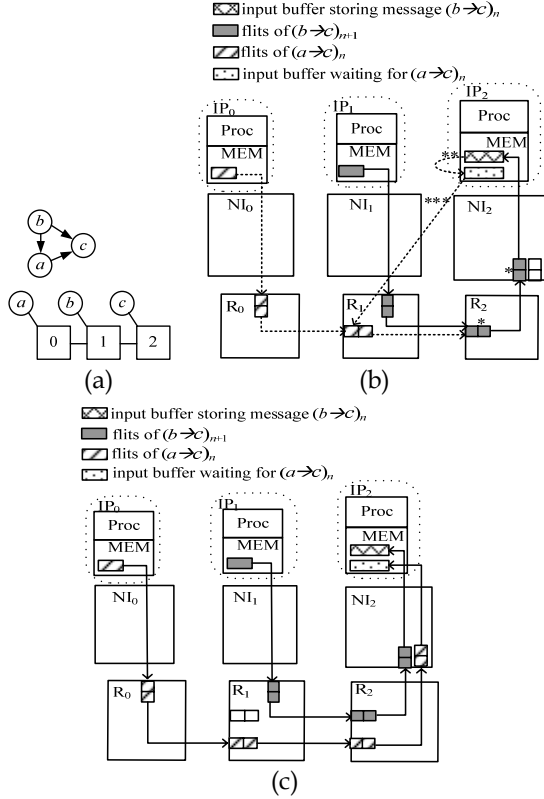 input buffer storing message (b→c)n
flits of (b→c)n+1
flits of (a→c)n
input buffer waiting for (a→c)n
IP0
IP1
IP2
Proc
Proc
Proc
MEM
MEM
MEM
**
***
NI0
NI1
NI2
*
R0
R1
R2
*
b
a
c
a
b
c
0
1
2
(a)
(b)
input buffer storing message (b→c)n
flits of (b→c)n+1
flits of (a→c)n
input buffer waiting for (a→c)n
IP0
IP1
IP2
Proc
Proc
Proc
MEM
MEM
MEM
NI0
NI1
NI2
R0
R1
R2
(c)